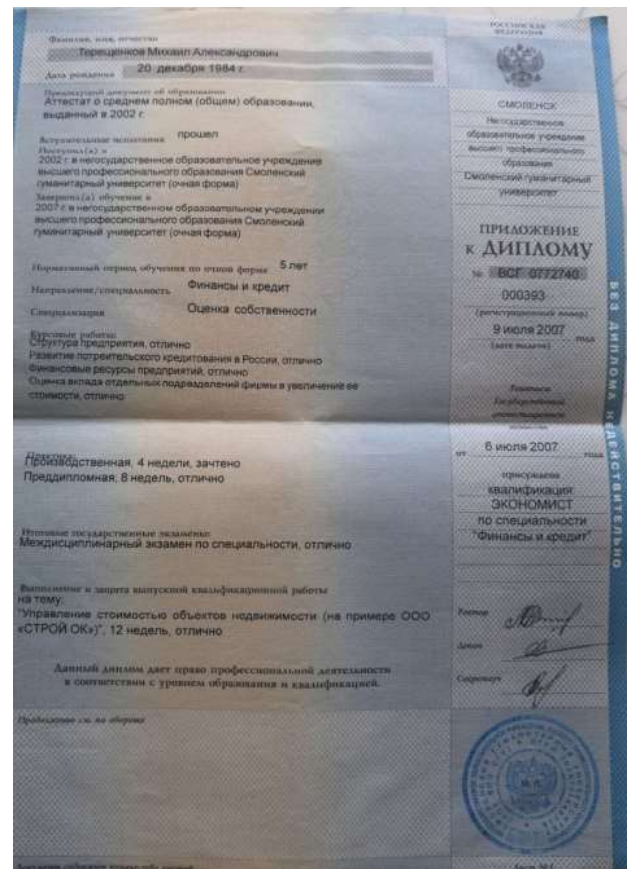 Фамилия, имя, отчество
Терещенков Михаил Александрович
Дата рождения 20 декабря 1984 г.
Предыдущий документ об образовании
Аттестат о среднем полном (общем) образовании,
выданный в 2002 г.
Вступительные испытания прошел
Поступил(а) в
2002 г. в негосударственное образовательное учреждение
высшего профессионального образования Смоленский
гуманитарный университет (очная форма)
Завершил(а) обучение в
2007 г. в негосударственном образовательном учреждении
высшего профессионального образования Смоленский
гуманитарный университет (очная форма)
Нормативный период обучения по очной форме 5 лет
Направление/специальность Финансы и кредит
Специализация Оценка собственности
Курсовые работы:
Структура предприятия, отлично
Развитие потребительского кредитования в России, отлично
Финансовые ресурсы предприятий, отлично
Оценка вклада отдельных подразделений фирмы в увеличение ее
стоимости, отлично
Практика:
Производственная, 4 недели, зачтено
Преддипломная, 8 недель, отлично
Итоговые государственные экзамены:
Междисциплинарный экзамен по специальности, отлично
Выполнение и защита выпускной квалификационной работы
на тему:
"Управление стоимостью объектов недвижимости (на примере ООО
«СТРОЙ ОК»)", 12 недель, отлично
Данный диплом дает право профессиональной деятельности
в соответствии с уровнем образования и квалификацией.
Продолжение см. на обороте
РОССИЙСКАЯ
ФЕДЕРАЦИЯ
СМОЛЕНСК
Негосударственное
образовательное учреждение
высшего профессионального
образования
Смоленский гуманитарный
университет
ПРИЛОЖЕНИЕ
к ДИПЛОМУ
№ ВСГ 0772740
000393
(регистрационный номер)
9 июля 2007 года
(дата выдачи)
Решением
Государственной
аттестационной
комиссии
от 6 июля 2007 года
присуждена
квалификация
ЭКОНОМИСТ
по специальности
"Финансы и кредит"
Ректор
Декан
Секретарь
М.П.
Лист №1
БЕЗ ДИПЛОМА НЕДЕЙСТВИТЕЛЬНО